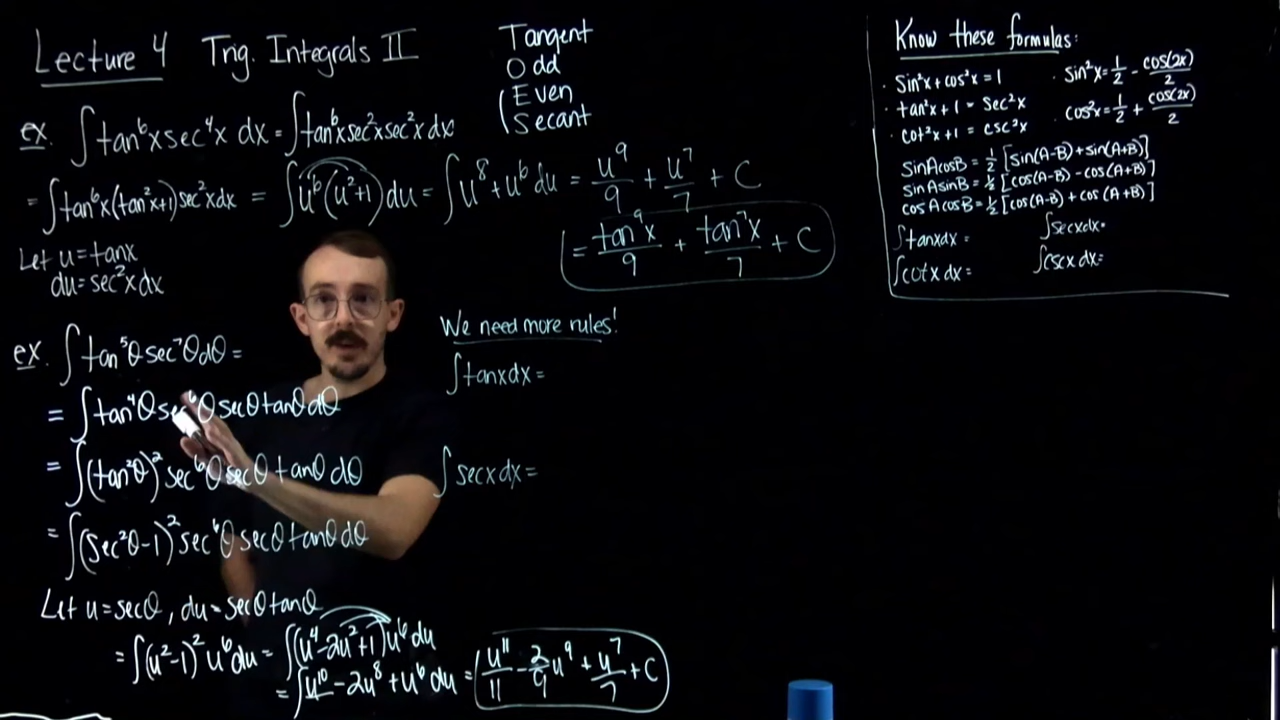 Lecture 4 Trig. Integrals II
Tangent
Odd
Even
Secant
ex. ∫tan⁶x sec⁴x dx = ∫tan⁶x sec²x sec²x dx
= ∫tan⁶x(tan²x+1)sec²x dx = ∫u⁶(u²+1)du = ∫u⁸+u⁶ du = u⁹/9 + u⁷/7 + C
= tan⁹x/9 + tan⁷x/7 + C
Let u = tanx
du = sec²x dx
ex. ∫tan⁵θ sec⁷θ dθ =
= ∫tan⁴θ sec⁶θ secθ tanθ dθ
= ∫(tan²θ)² sec⁶θ secθ tanθ dθ
= ∫(sec²θ-1)² sec⁶θ secθ tanθ dθ
Let u = secθ, du = secθ tanθ
= ∫(u²-1)² u⁶ du = ∫(u⁴-2u²+1)u⁶ du
= ∫u¹⁰ - 2u⁸ + u⁶ du = u¹¹/11 - 2/9 u⁹ + u⁷/7 + C
We need more rules!
∫tanx dx =
∫secx dx =
Know these formulas:
· sin²x + cos²x = 1
· tan²x + 1 = sec²x
· cot²x + 1 = csc²x
· sin²x = 1/2 - cos(2x)/2
cos²x = 1/2 + cos(2x)/2
sinAcosB = 1/2 [sin(A-B) + sin(A+B)]
sinAsinB = 1/2 [cos(A-B) - cos(A+B)]
cosAcosB = 1/2 [cos(A-B) + cos(A+B)]
∫tanx dx =
∫secx dx =
∫cotx dx =
∫cscx dx =